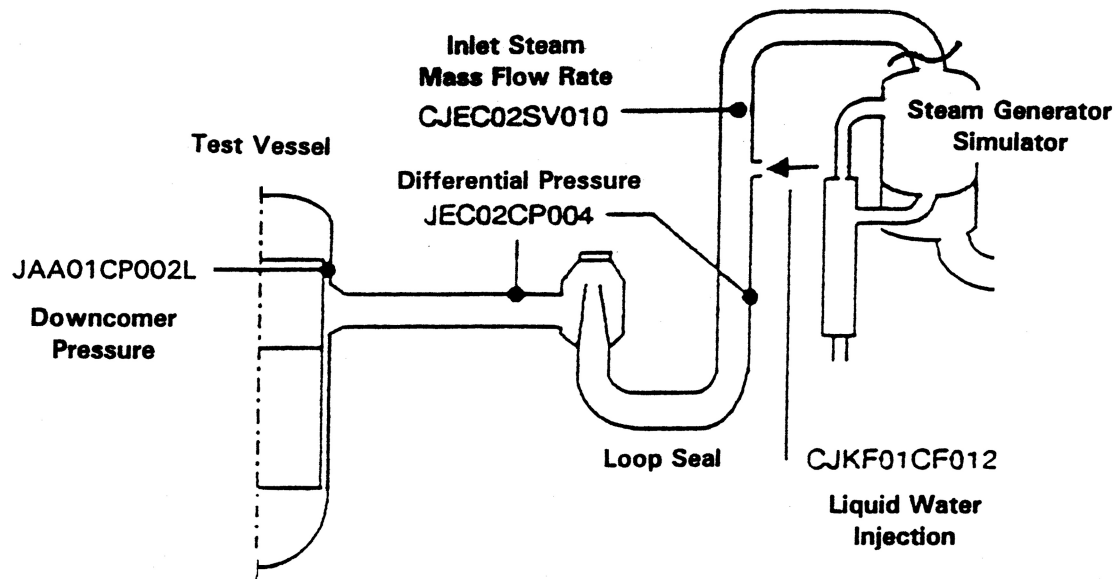 Inlet Steam
Mass Flow Rate
CJEC02SV010
Steam Generator
Simulator
Test Vessel
Differential Pressure
JEC02CP004
JAA01CP002L
Downcomer
Pressure
Loop Seal
CJKF01CF012
Liquid Water
Injection